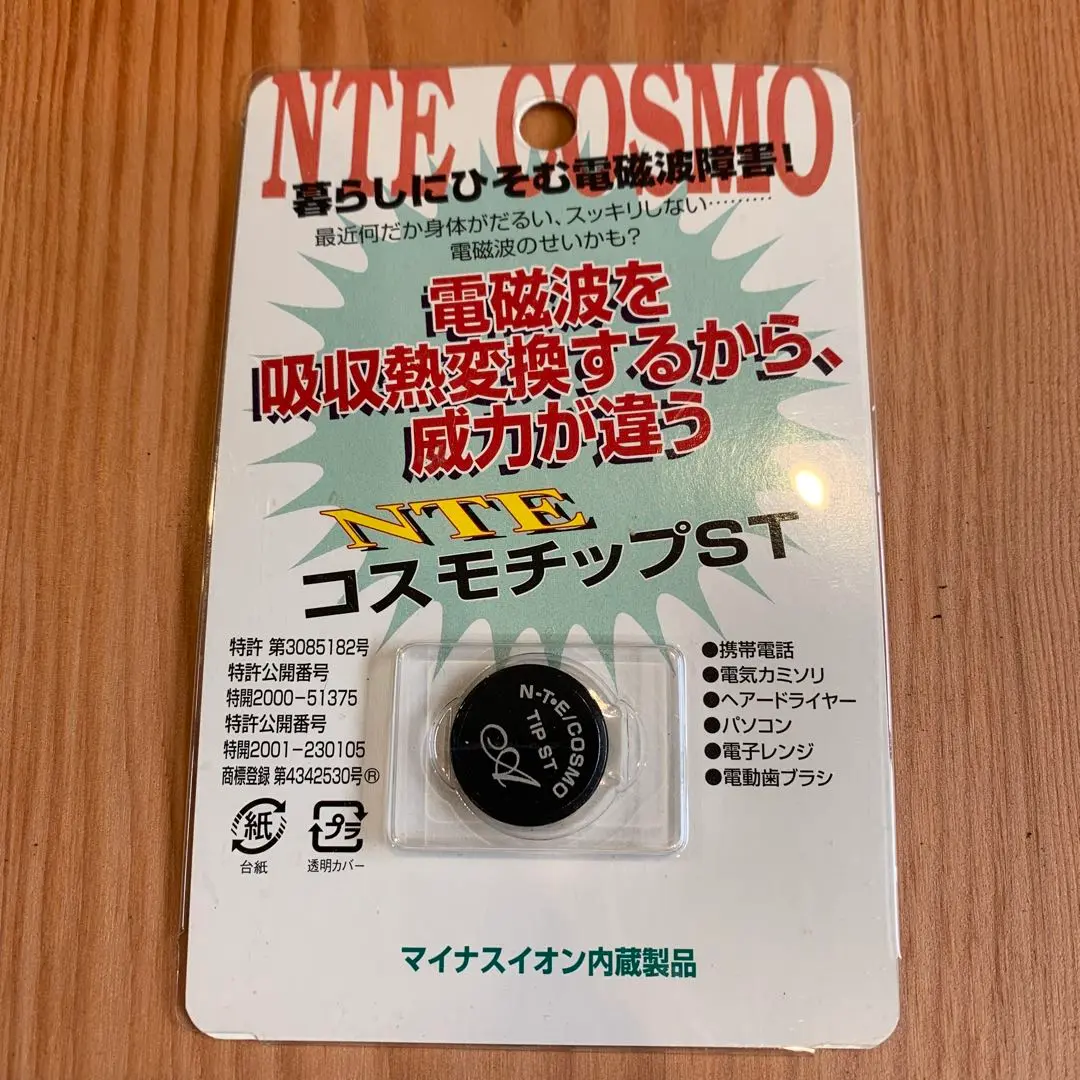 NTE COSMO
暮らしにひそむ電磁波障害!
最近何だか身体がだるい、スッキリしない………
電磁波のせいかも?
電磁波を
吸収熱変換するから、
威力が違う
NTE
コスモチップST
特許 第3085182号
特許公開番号
特開2000-51375
特許公開番号
特開2001-230105
商標登録 第4342530号®
紙
台紙
プラ
透明カバー
N-T•E/COSMO
TIP ST
●携帯電話
●電気カミソリ
●ヘアードライヤー
●パソコン
●電子レンジ
●電動歯ブラシ
マイナスイオン内蔵製品